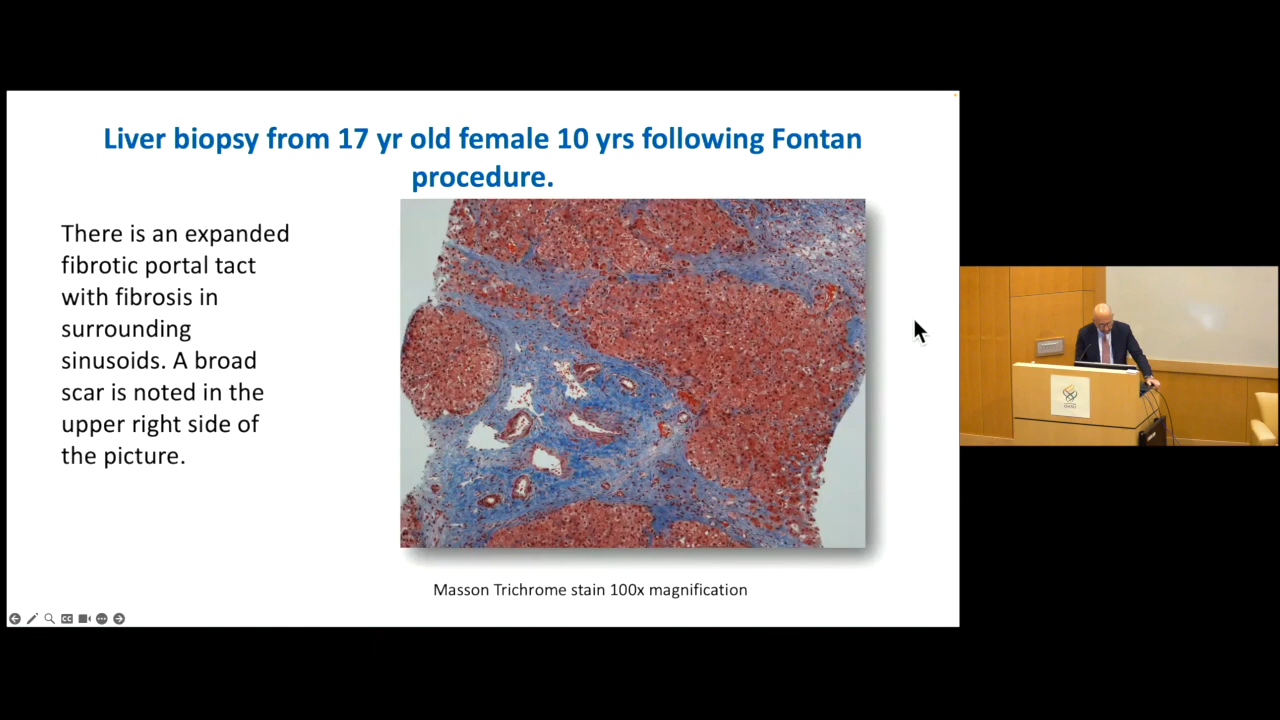 Liver biopsy from 17 yr old female 10 yrs following Fontan
procedure.
There is an expanded
fibrotic portal tact
with fibrosis in
surrounding
sinusoids. A broad
scar is noted in the
upper right side of
the picture.
Masson Trichrome stain 100x magnification